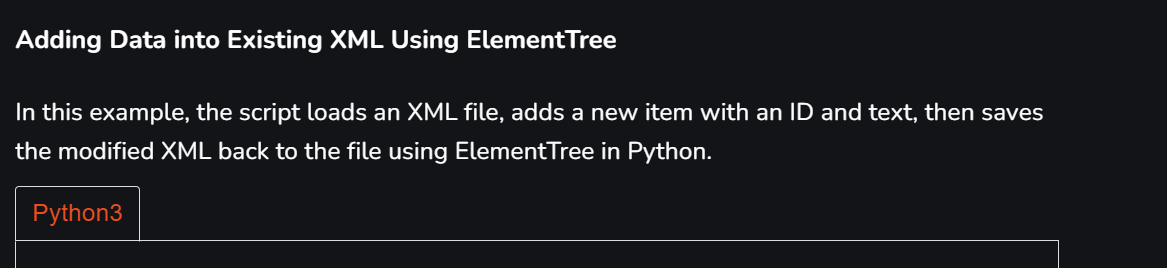 Adding Data into Existing XML Using ElementTree
In this example, the script loads an XML file, adds a new item with an ID and text, then saves
the modified XML back to the file using ElementTree in Python.
Python3